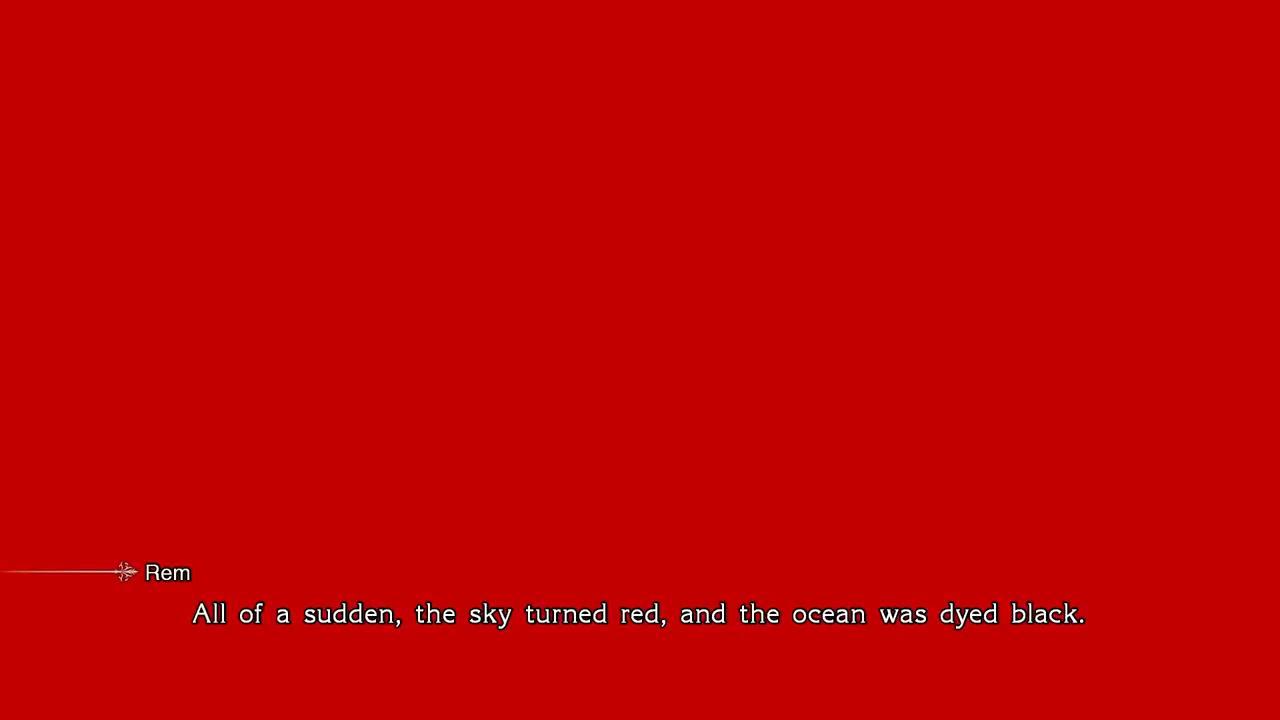 Rem
All of a sudden, the sky turned red, and the ocean was dyed black.